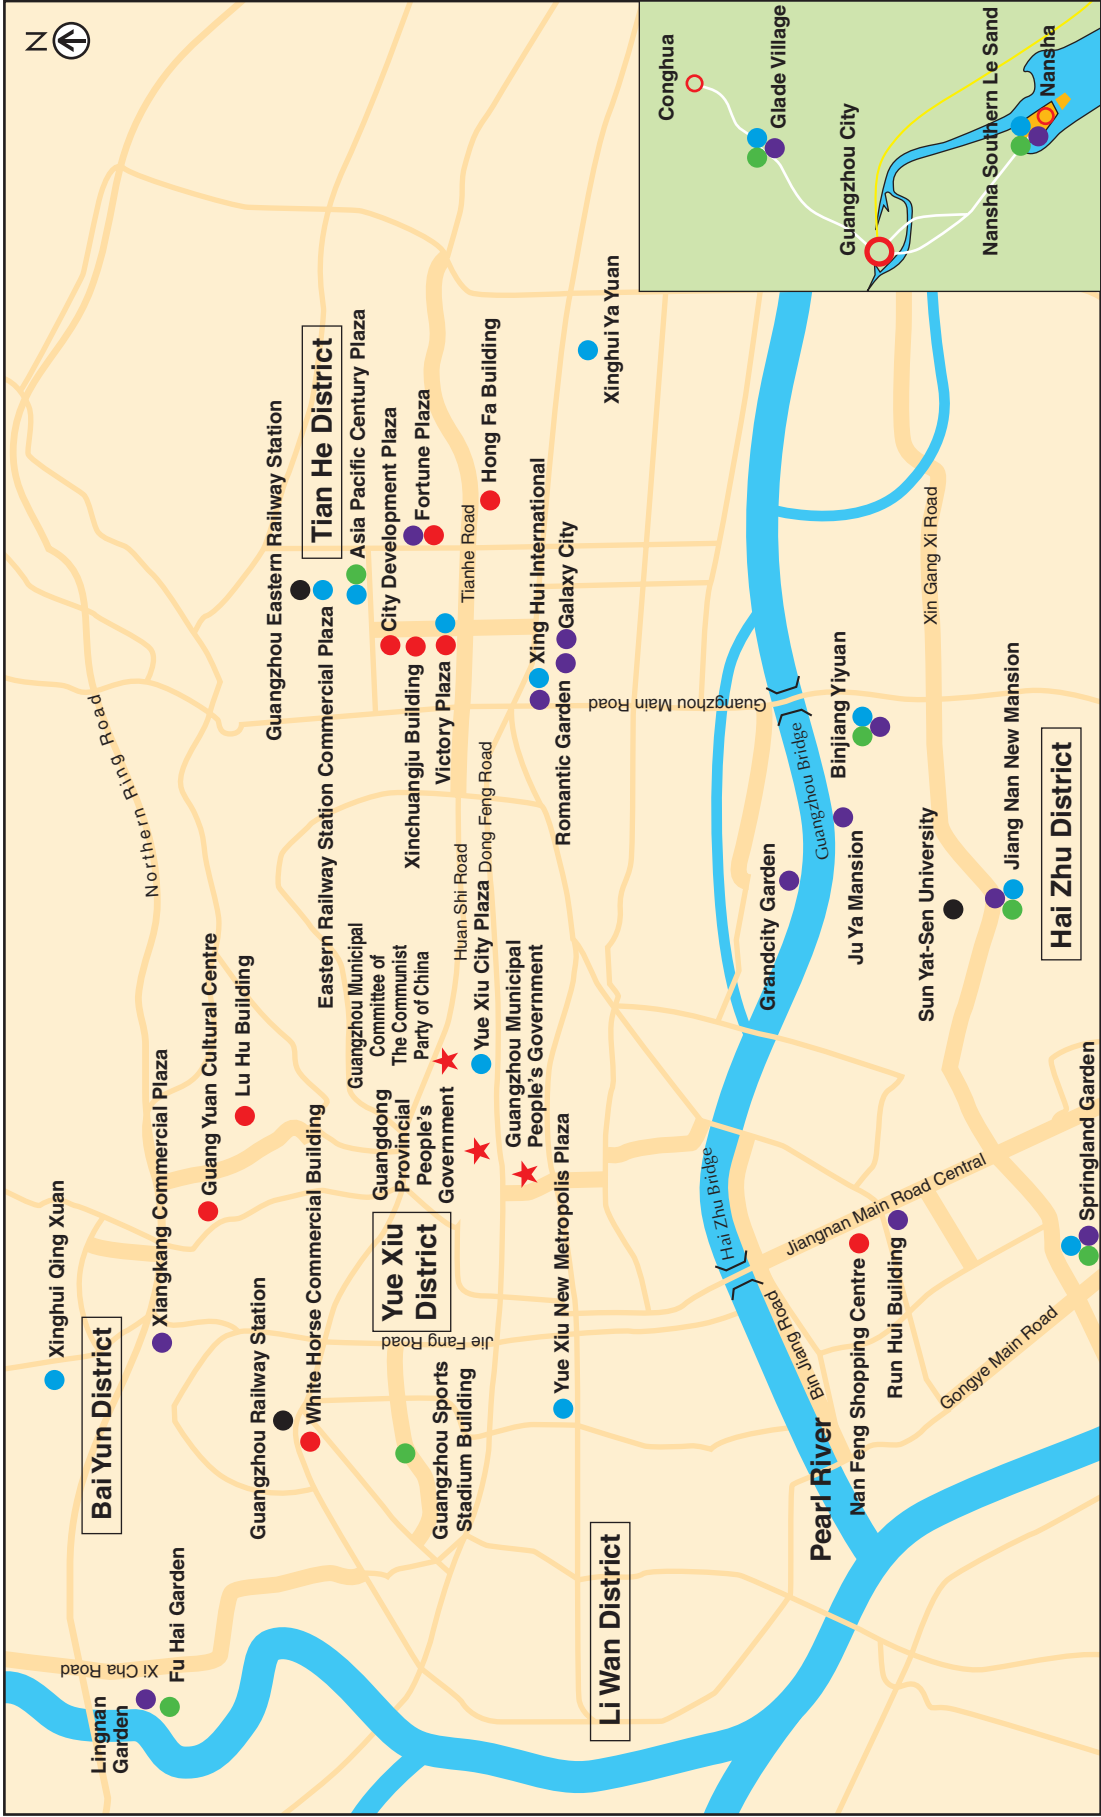 N
Xinghui Qing Xuan
Bai Yun District
Xiangkang Commercial Plaza
Lingnan
Garden
Xi Cha Road
Fu Hai Garden
Guang Yuan Cultural Centre
Lu Hu Building
Northern Ring Road
Guangzhou Railway Station
White Horse Commercial Building
Guangzhou Eastern Railway Station
Tian He District
Eastern Railway Station Commercial Plaza
Asia Pacific Century Plaza
Guangzhou Municipal
Committee of
The Communist
Party of China
Guangdong
Provincial
People's
Government
Yue Xiu
District
Jie Fang Road
City Development Plaza
Xinchuangju Building
Fortune Plaza
Victory Plaza
Tianhe Road
Hong Fa Building
Guangzhou Sports
Stadium Building
Huan Shi Road
Dong Feng Road
Yue Xiu City Plaza
Guangzhou Municipal
People's Government
Xing Hui International
Galaxy City
Romantic Garden
Guangzhou Main Road
Yue Xiu New Metropolis Plaza
Xinghui Ya Yuan
Li Wan District
Hai Zhu Bridge
Guangzhou Bridge
Grandcity Garden
Binjiang Yiyuan
Ju Ya Mansion
Bin Jiang Road
Jiangnan Main Road Central
Pearl River
Nan Feng Shopping Centre
Run Hui Building
Xin Gang Xi Road
Sun Yat-Sen University
Gongye Main Road
Jiang Nan New Mansion
Hai Zhu District
Springland Garden
Conghua
Glade Village
Guangzhou City
Nansha Southern Le Sand
Nansha